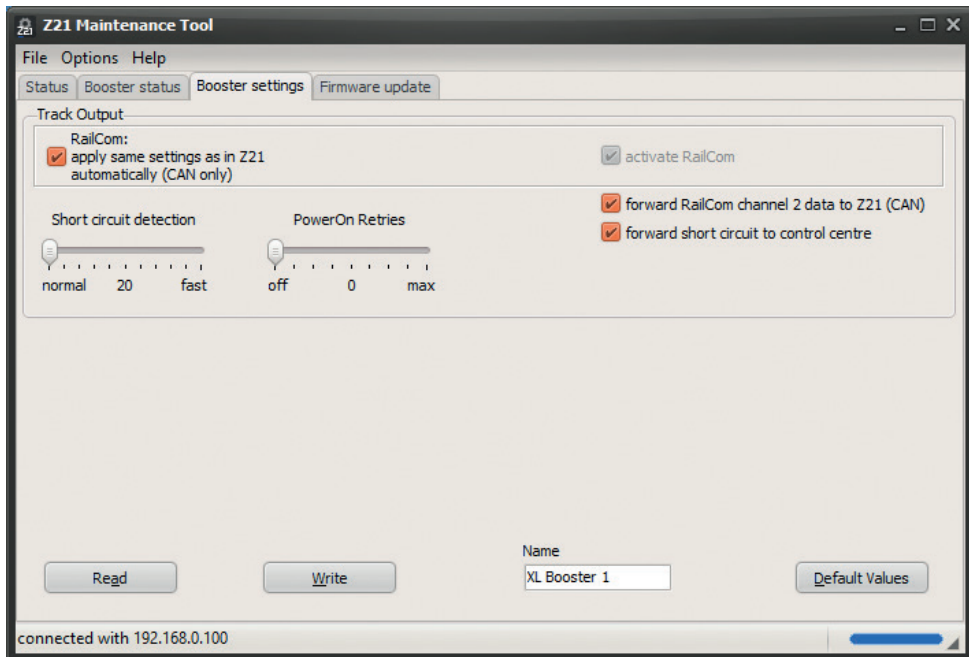 Z21 Z21 Maintenance Tool
File Options Help
Status Booster status Booster settings Firmware update
Track Output
RailCom:
apply same settings as in Z21
automatically (CAN only)
activate RailCom
forward RailCom channel 2 data to Z21 (CAN)
forward short circuit to control centre
Short circuit detection PowerOn Retries
normal 20 fast off 0 max
Name
Read Write XL Booster 1 Default Values
connected with 192.168.0.100